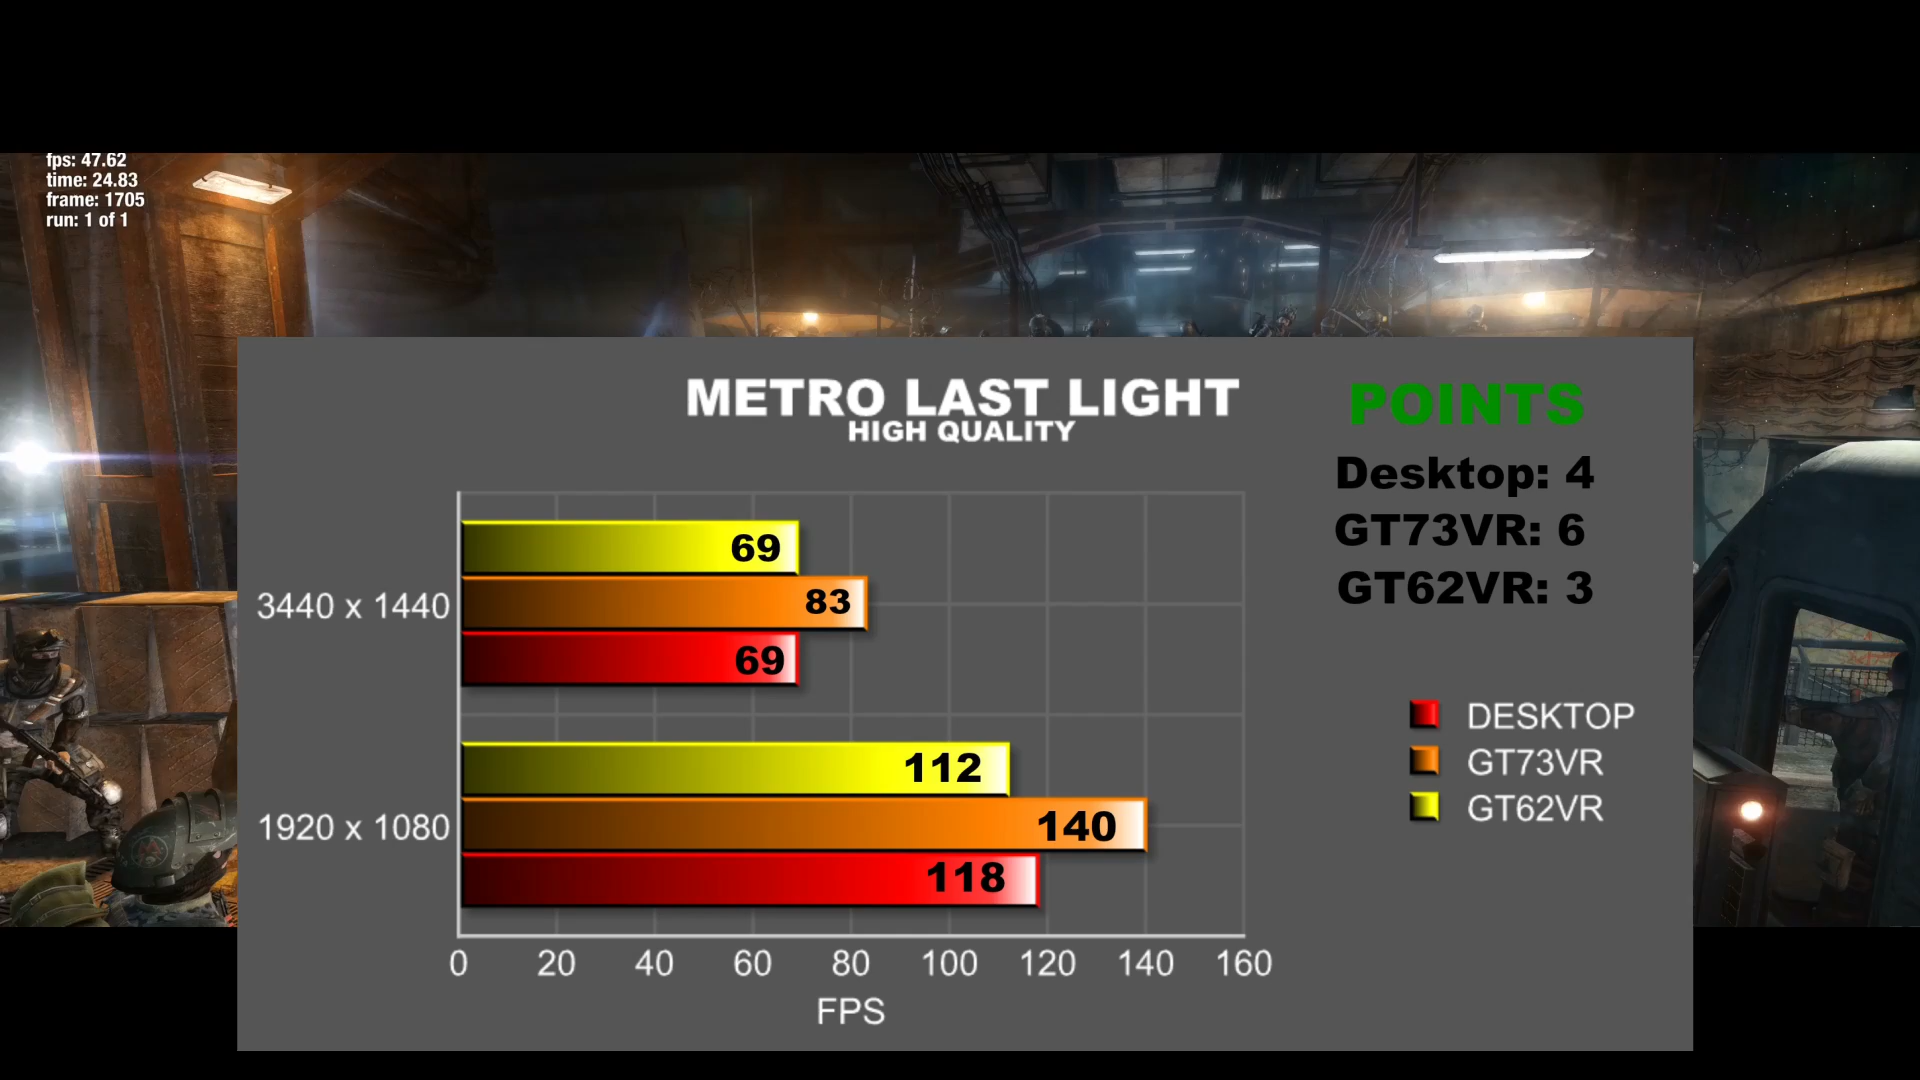 fps: 47.62
time: 24.83
frame: 1705
run: 1 of 1
METRO LAST LIGHT
HIGH QUALITY
POINTS
Desktop: 4
GT73VR: 6
GT62VR: 3
3440 x 1440
69
83
69
1920 x 1080
112
140
118
DESKTOP
GT73VR
GT62VR
0 20 40 60 80 100 120 140 160
FPS